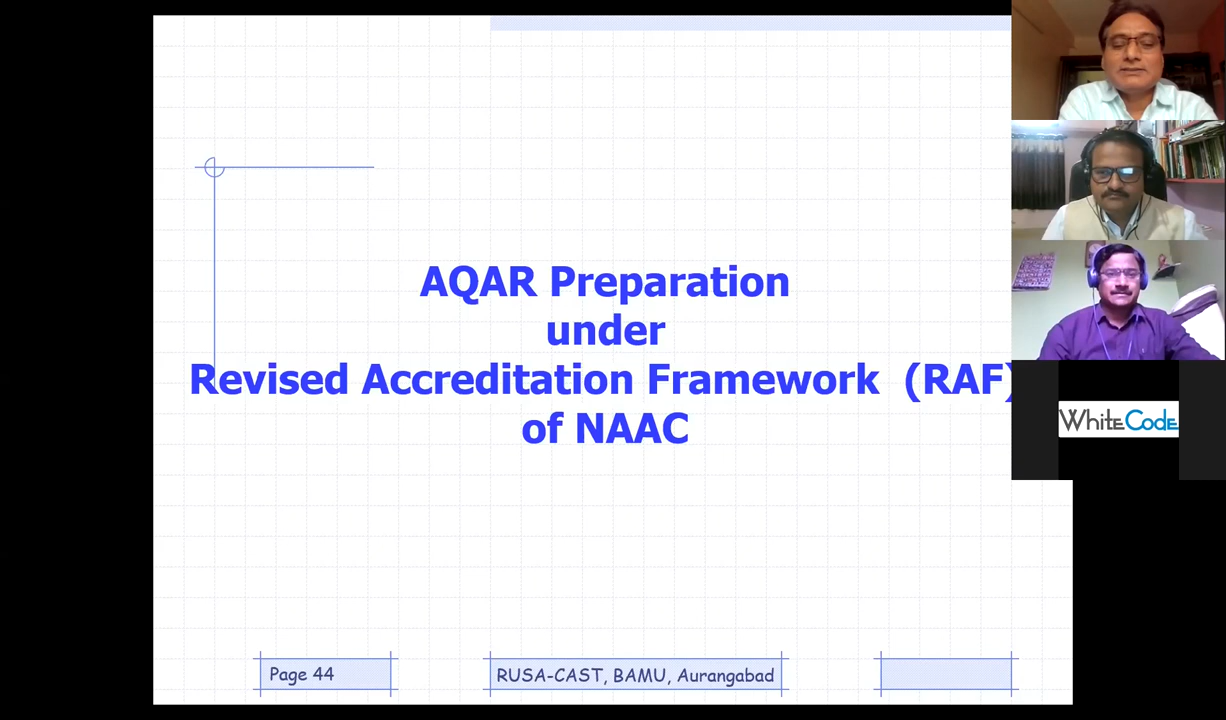 AQAR Preparation
under
Revised Accreditation Framework (RAF)
of NAAC
WhiteCode
Page 44
RUSA-CAST, BAMU, Aurangabad